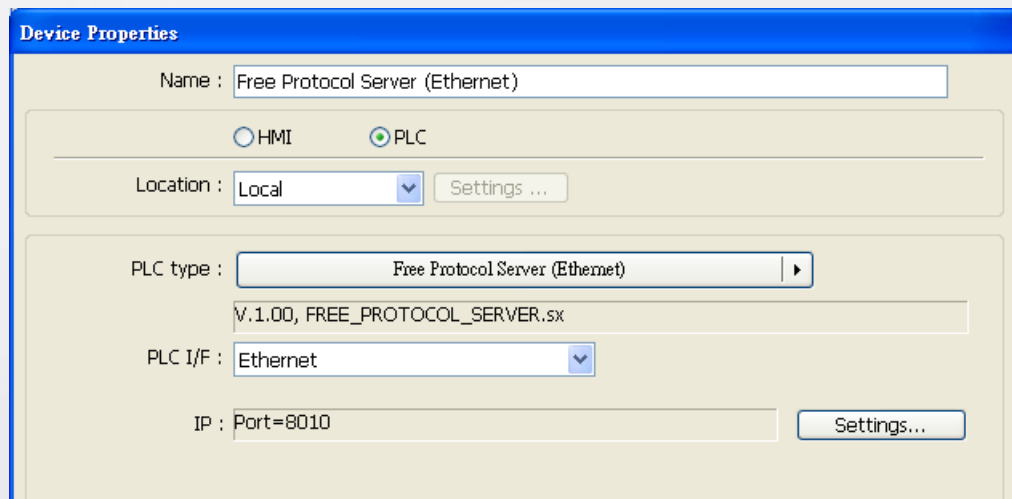 Device Properties
Name : Free Protocol Server (Ethernet)
HMI PLC
Location : Local Settings ...
PLC type : Free Protocol Server (Ethernet)
V.1.00, FREE_PROTOCOL_SERVER.sx
PLC I/F : Ethernet
IP : Port=8010 Settings...